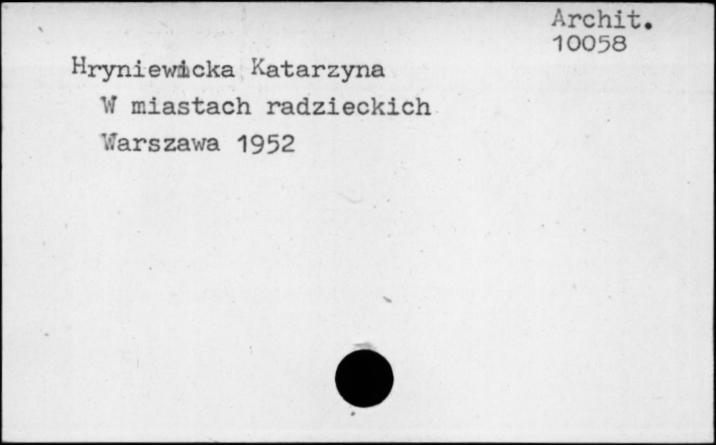 Archit.
10058
Hryniewicka Katarzyna
W miastach radzieckich
Warszawa 1952